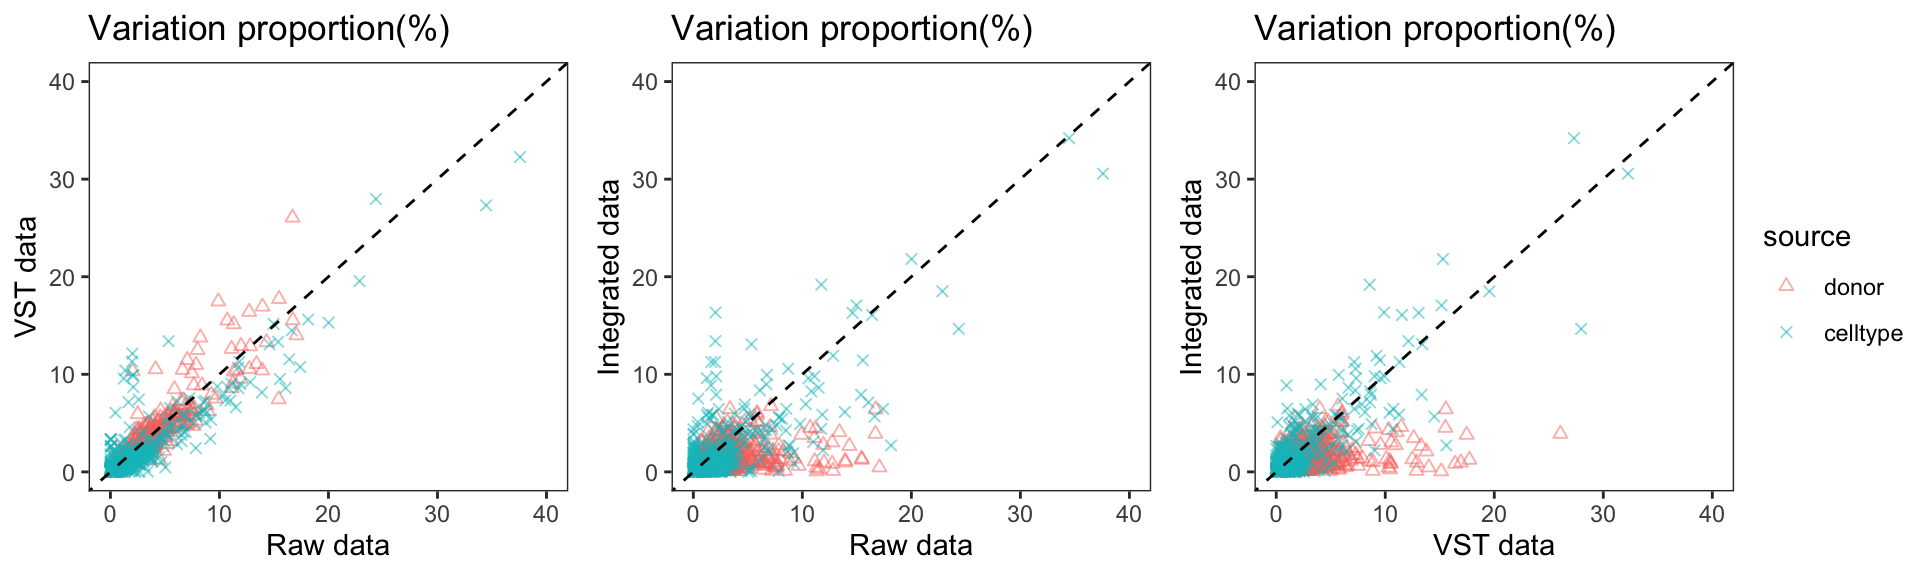 Variation proportion(%)
40
30
20
10
0
VST data
0 10 20 30 40
Raw data
Variation proportion(%)
40
30
20
10
0
Integrated data
0 10 20 30 40
Raw data
Variation proportion(%)
40
30
20
10
0
Integrated data
0 10 20 30 40
VST data
source
donor
celltype